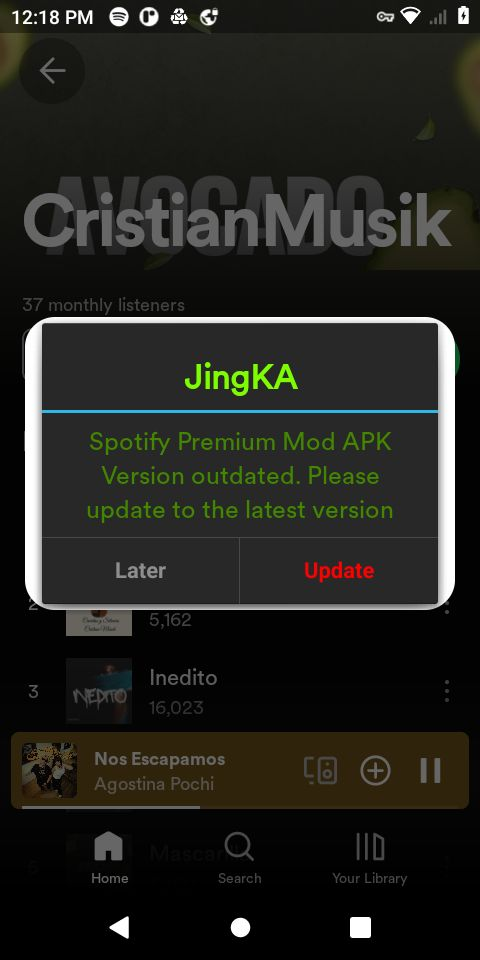 12:18 PM
AVOCADO
CristianMusik
37 monthly listeners
JingKA
Spotify Premium Mod APK
Version outdated. Please
update to the latest version
Later
Update
2
5,162
3
Inedito
16,023
INEDITO
Nos Escapamos
Agostina Pochi
Home
Search
Your Library